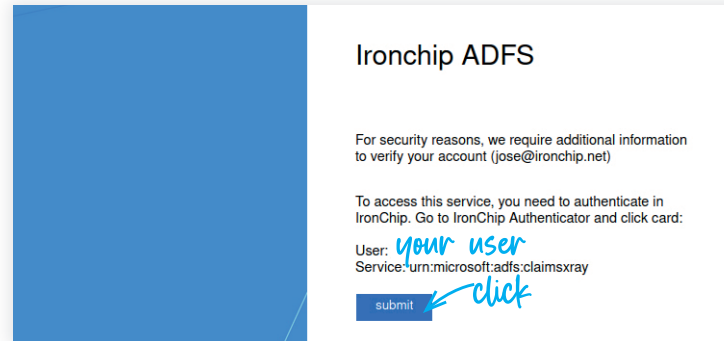 Ironchip ADFS
For security reasons, we require additional information
to verify your account (jose@ironchip.net)
To access this service, you need to authenticate in
IronChip. Go to IronChip Authenticator and click card:
User: your user
Service: urn:microsoft:adfs:claimsxray
submit click